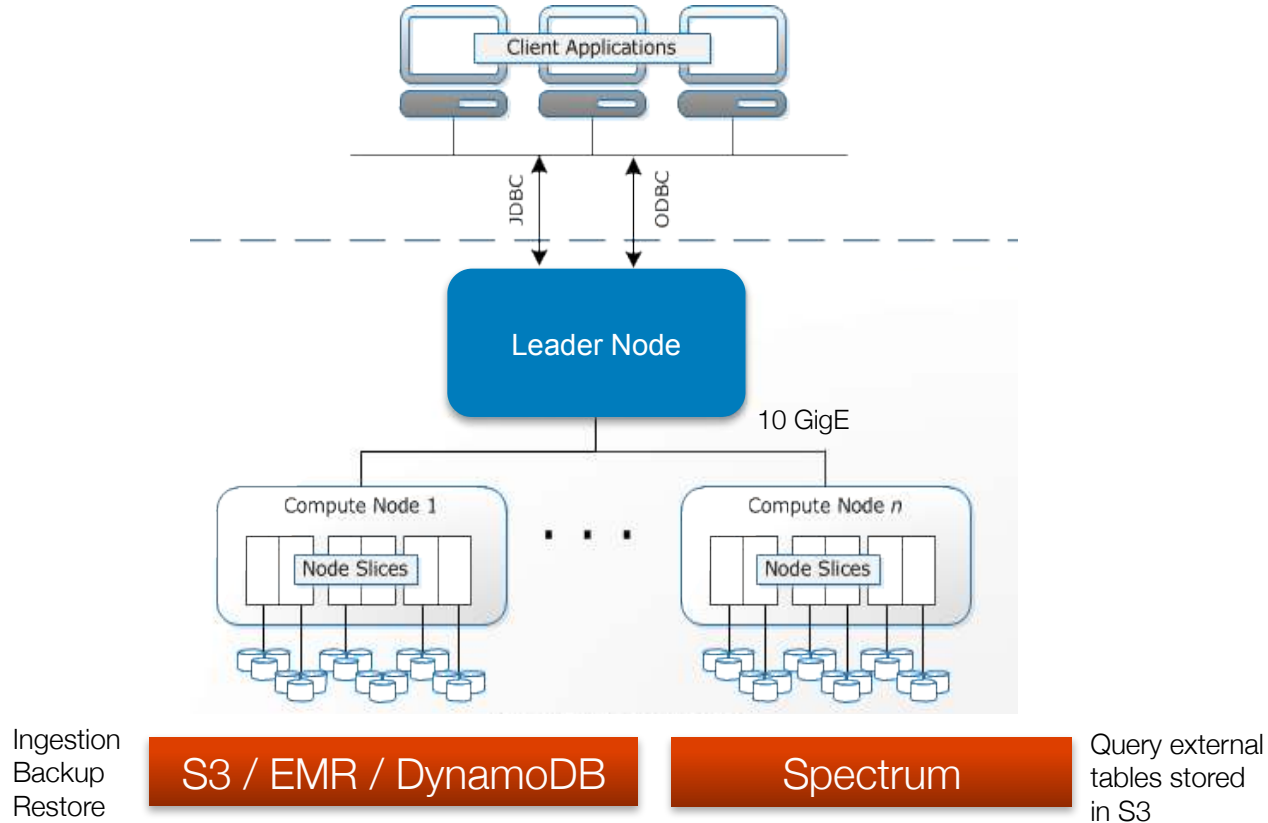 Client Applications
JDBC
ODBC
Leader Node
10 GigE
Compute Node 1
Node Slices
. . .
Compute Node n
Node Slices
Ingestion
Backup
Restore
S3 / EMR / DynamoDB
Spectrum
Query external
tables stored
in S3